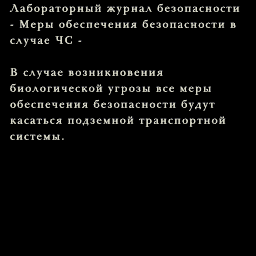 Лабораторный журнал безопасности
- Меры обеспечения безопасности в
случае ЧС -
В случае возникновения
биологической угрозы все меры
обеспечения безопасности будут
касаться подземной транспортной
системы.